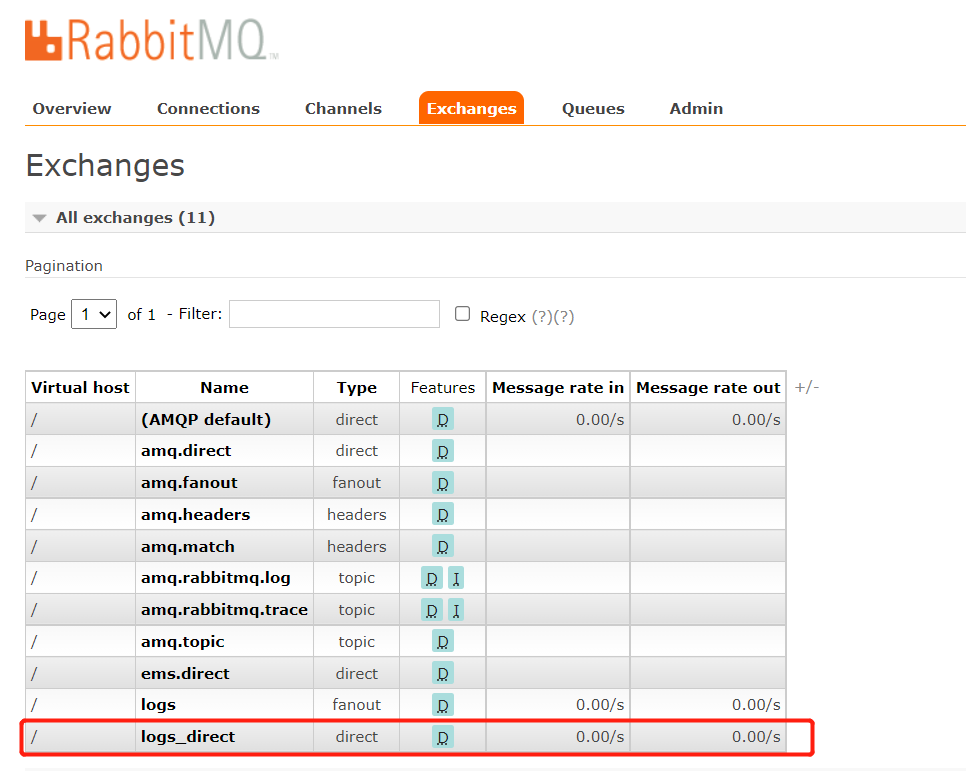 RabbitMQ™
Overview Connections Channels Exchanges Queues Admin
Exchanges
All exchanges (11)
Pagination
Page 1 of 1 - Filter: Regex (?)(?)
Virtual host Name Type Features Message rate in Message rate out +/-
/ (AMQP default) direct D 0.00/s 0.00/s
/ amq.direct direct D
/ amq.fanout fanout D
/ amq.headers headers D
/ amq.match headers D
/ amq.rabbitmq.log topic D I
/ amq.rabbitmq.trace topic D I
/ amq.topic topic D
/ ems.direct direct D
/ logs fanout D 0.00/s 0.00/s
/ logs_direct direct D 0.00/s 0.00/s